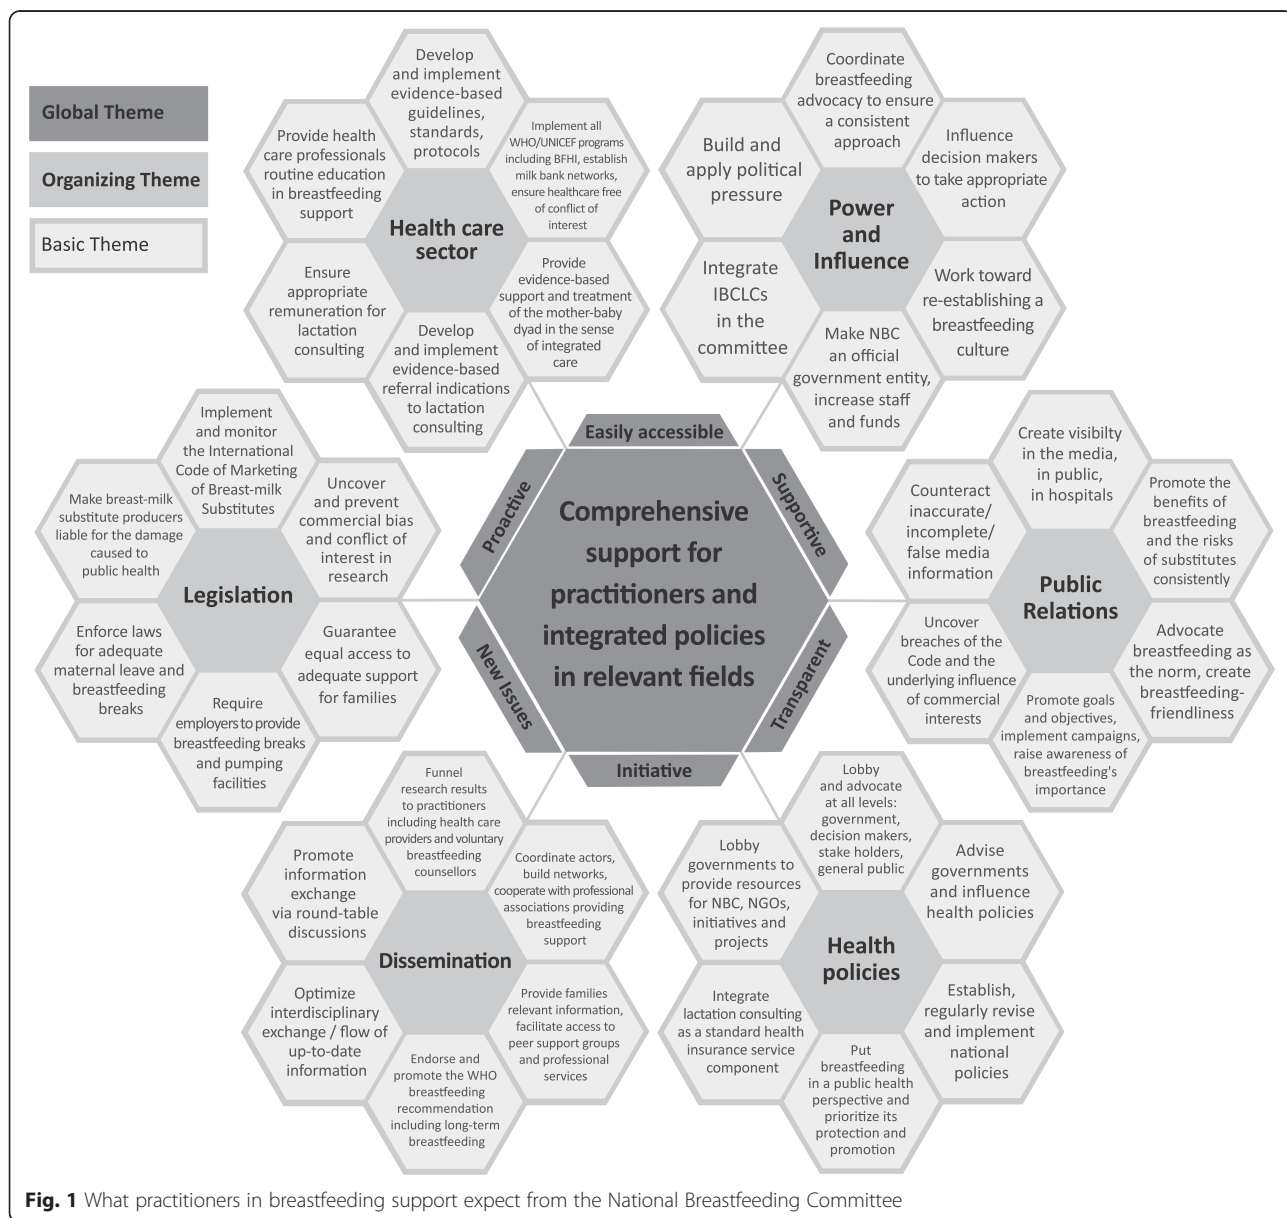 Global Theme
Organizing Theme
Basic Theme
Develop
and implement
evidence-based
guidelines,
standards,
protocols
Provide health
care professionals
routine education
in breastfeeding
support
Implement all
WHO/UNICEF programs
including BFHI, establish
milk bank networks,
ensure healthcare free
of conflict of
interest
Health care
sector
Ensure
appropriate
remuneration for
lactation
consulting
Provide
evidence-based
support and treatment
of the mother-baby
dyad in the sense
of integrated
care
Develop
and implement
evidence-based
referral indications
to lactation
consulting
Coordinate
breastfeeding
advocacy to ensure
a consistent
approach
Build and
apply political
pressure
Influence
decision makers
to take appropriate
action
Power
and
Influence
Integrate
IBCLCs
in the
committee
Work toward
re-establishing a
breastfeeding
culture
Make NBC
an official
government entity,
increase staff
and funds
Implement
and monitor
the International
Code of Marketing
of Breast-milk
Substitutes
Make breast-milk
substitute producers
liable for the damage
caused to
public health
Uncover
and prevent
commercial bias
and conflict of
interest in
research
Legislation
Enforce laws
for adequate
maternal leave and
breastfeeding
breaks
Guarantee
equal access to
adequate support
for families
Require
employers to provide
breastfeeding breaks
and pumping
facilities
Easily accessible
Proactive
Supportive
Comprehensive
support for
practitioners and
integrated policies
in relevant fields
New Issues
Transparent
Initiative
Create visibilty
in the media,
in public,
in hospitals
Counteract
inaccurate/
incomplete/
false media
information
Promote the
benefits of
breastfeeding
and the risks
of substitutes
consistently
Public
Relations
Uncover
breaches of the
Code and the
underlying influence
of commercial
interests
Advocate
breastfeeding as
the norm, create
breastfeeding-
friendliness
Promote goals
and objectives,
implement campaigns,
raise awareness of
breastfeeding's
importance
Funnel
research results
to practitioners
including health care
providers and voluntary
breastfeeding
counsellors
Promote
information
exchange
via round-table
discussions
Coordinate actors,
build networks,
cooperate with professional
associations providing
breastfeeding
support
Dissemination
Optimize
interdisciplinary
exchange / flow of
up-to-date
information
Provide families
relevant information,
facilitate access to
peer support groups
and professional
services
Endorse and
promote the WHO
breastfeeding
recommendation
including long-term
breastfeeding
Lobby
and advocate
at all levels:
government,
decision makers,
stake holders,
general public
Lobby
governments to
provide resources
for NBC, NGOs,
initiatives and
projects
Advise
governments
and influence
health policies
Health
policies
Integrate
lactation consulting
as a standard health
insurance service
component
Establish,
regularly revise
and implement
national
policies
Put
breastfeeding
in a public health
perspective and
prioritize its
protection and
promotion
Fig. 1 What practitioners in breastfeeding support expect from the National Breastfeeding Committee